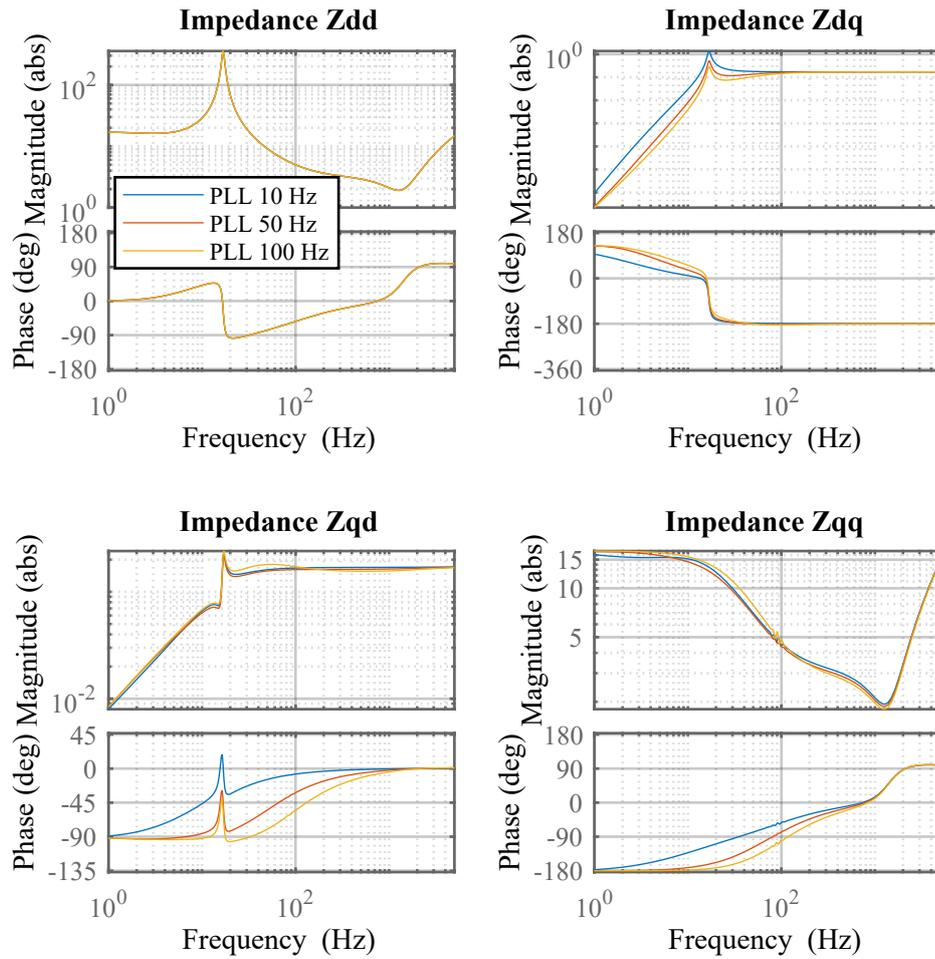 Impedance Zdd
Magnitude (abs)
10^2
10^0
PLL 10 Hz
PLL 50 Hz
PLL 100 Hz
Phase (deg)
180
90
0
-90
-180
10^0
10^2
Frequency (Hz)
Impedance Zdq
Magnitude (abs)
10^0
Phase (deg)
180
0
-180
-360
10^0
10^2
Frequency (Hz)
Impedance Zqd
Magnitude (abs)
10^-2
Phase (deg)
45
0
-45
-90
-135
10^0
10^2
Frequency (Hz)
Impedance Zqq
Magnitude (abs)
15
10
5
Phase (deg)
180
90
0
-90
-180
10^0
10^2
Frequency (Hz)